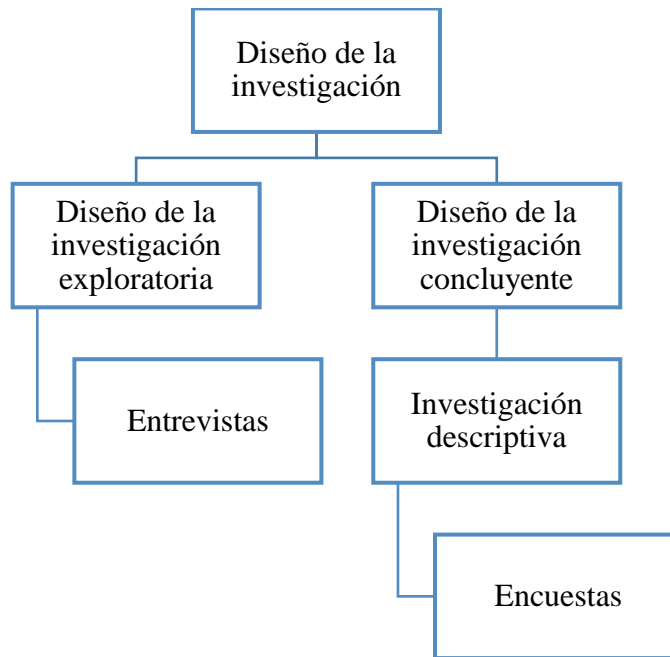 Diseño de la
investigación
Diseño de la
investigación
exploratoria
Diseño de la
investigación
concluyente
Entrevistas
Investigación
descriptiva
Encuestas